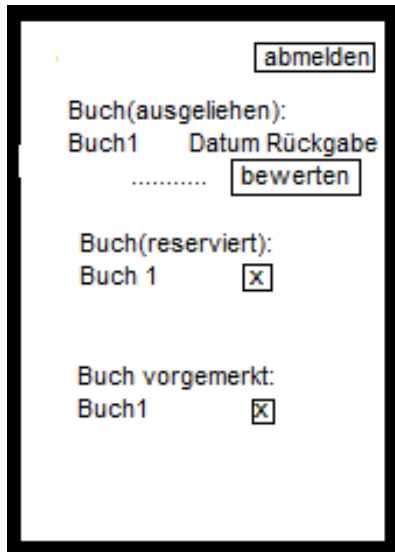 abmelden
Buch(ausgeliehen):
Buch1 Datum Rückgabe
........... bewerten
Buch(reserviert):
Buch 1 x
Buch vorgemerkt:
Buch1 x